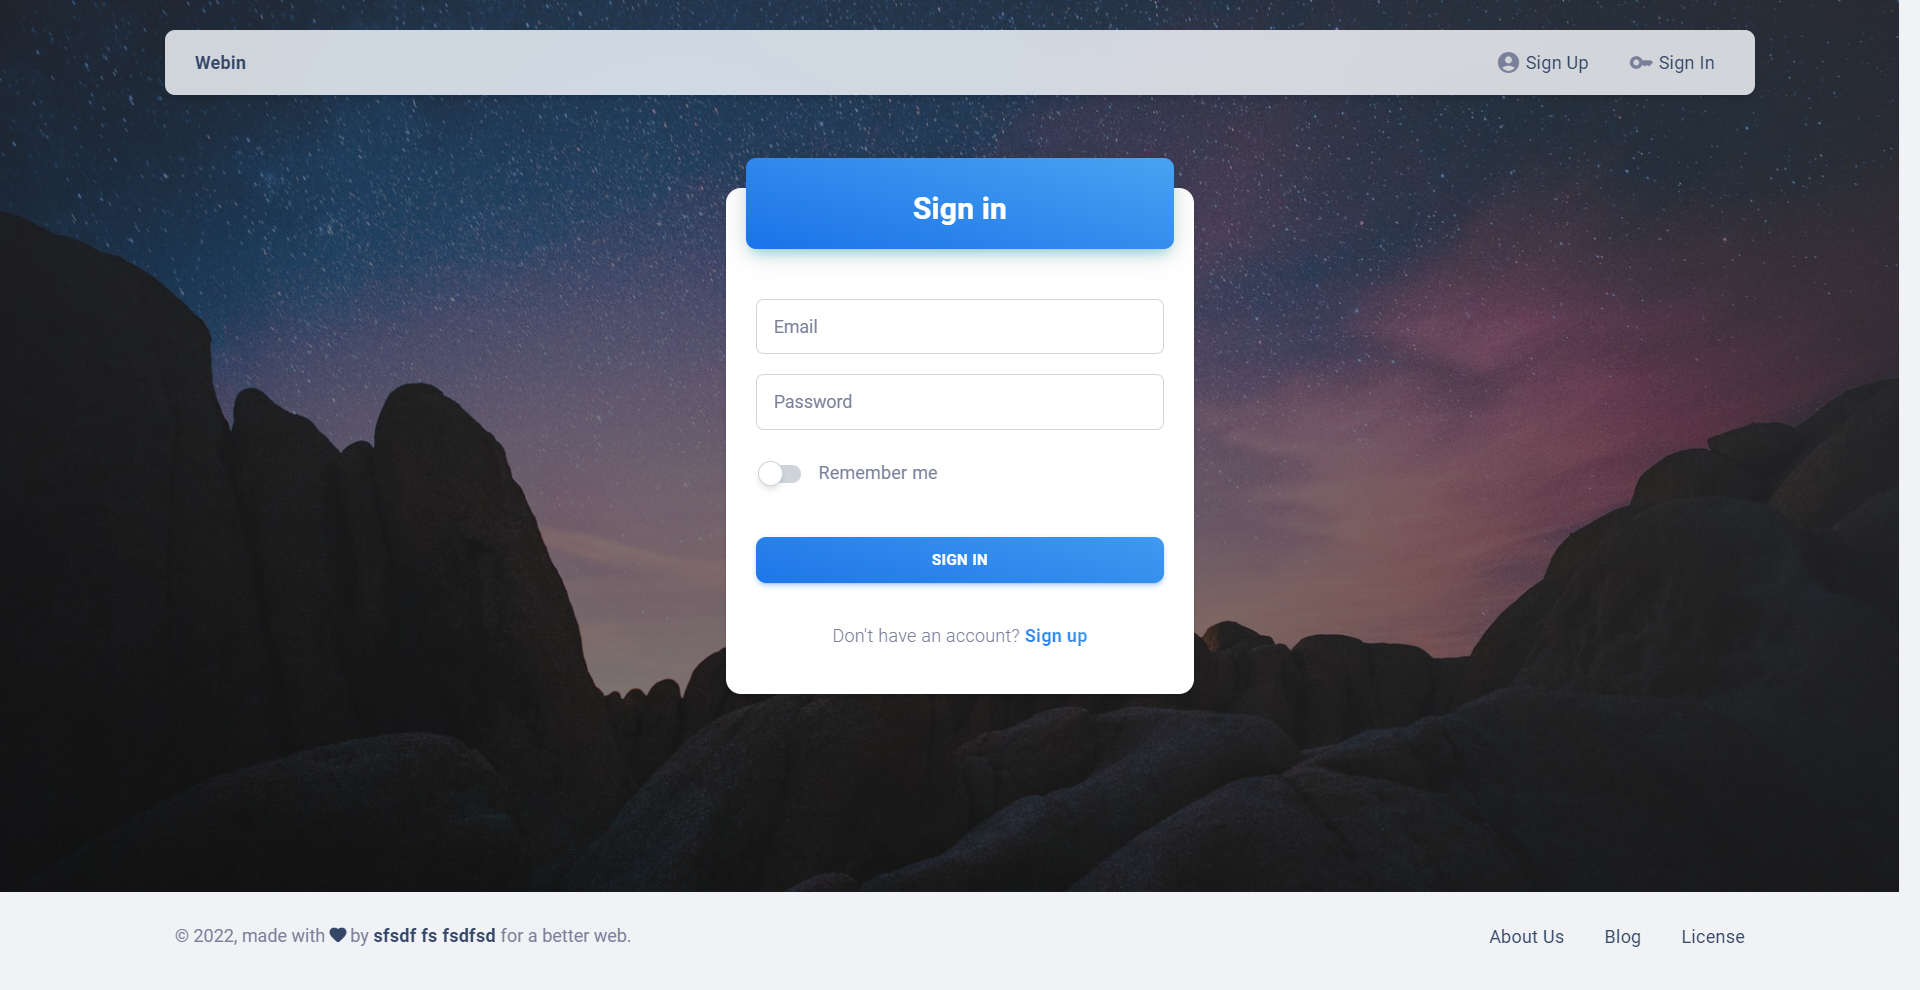 Webin
Sign Up
Sign In
Sign in
Email
Password
Remember me
SIGN IN
Don't have an account? Sign up
© 2022, made with by sfsdf fs fsdfsd for a better web.
About Us
Blog
License